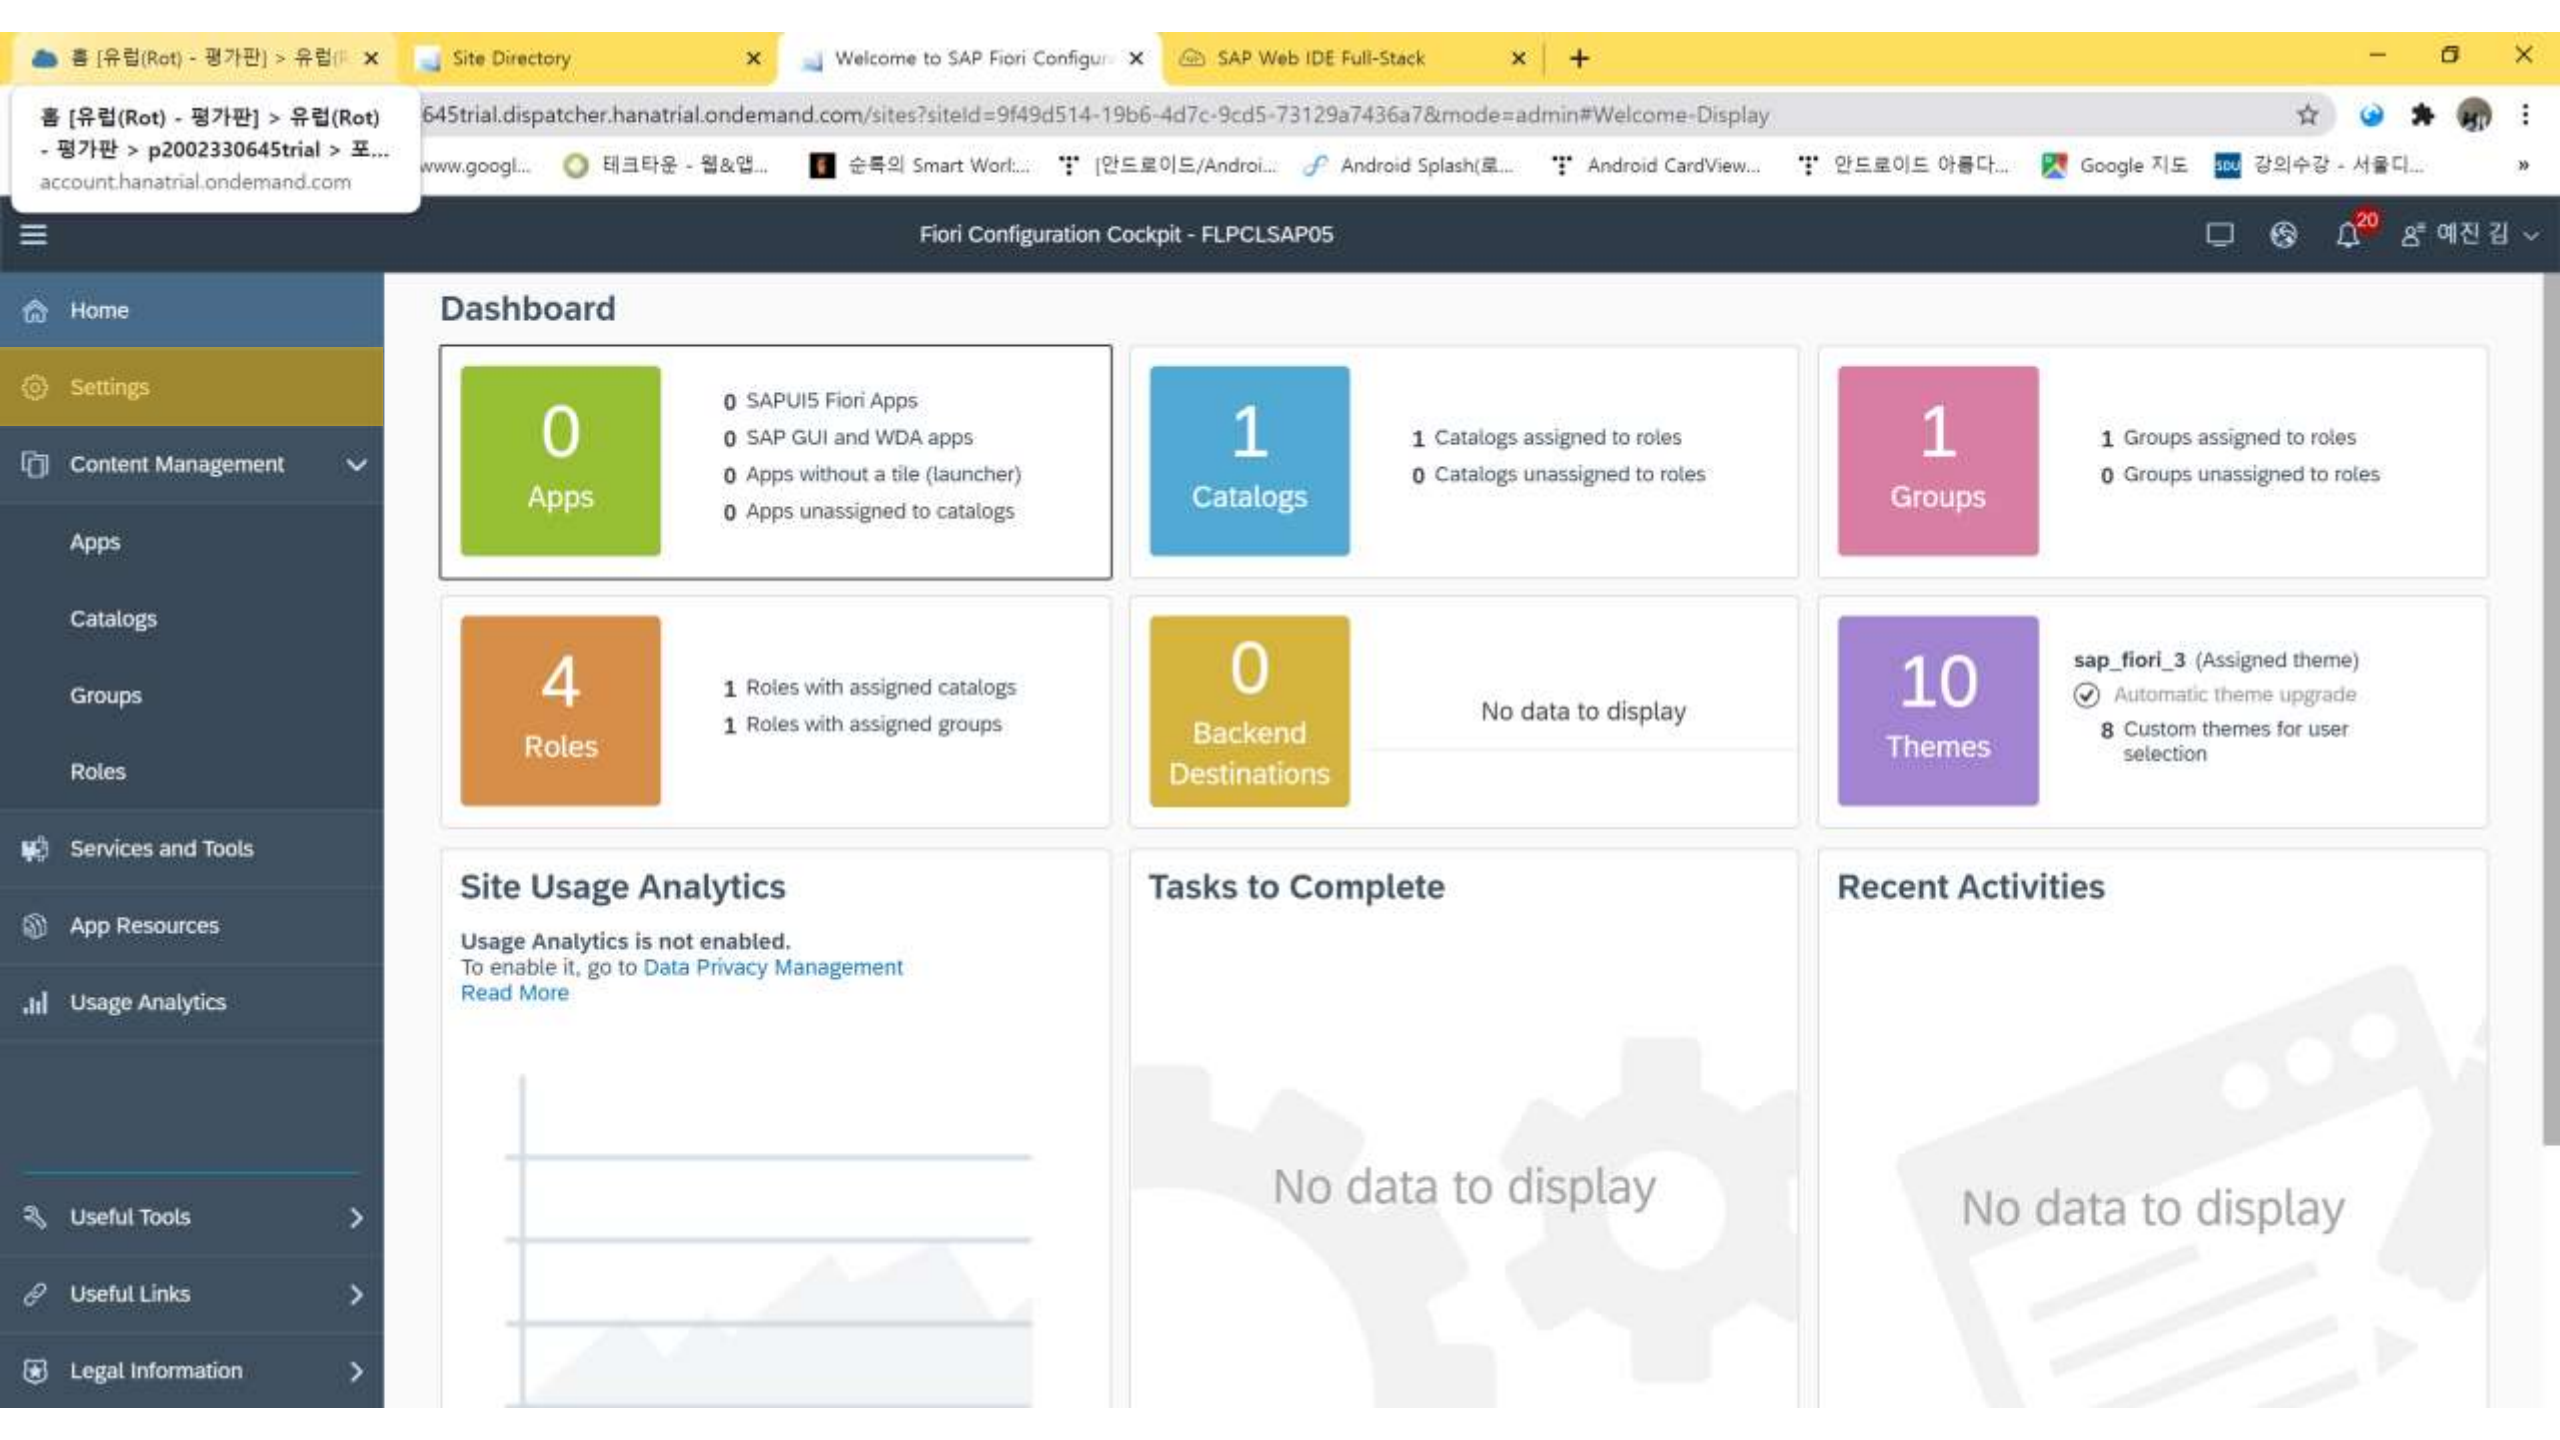 홈 [유럽(Rot) - 평가판] > 유럽(R
Site Directory
Welcome to SAP Fiori Configur
SAP Web IDE Full-Stack
홈 [유럽(Rot) - 평가판] > 유럽(Rot)
- 평가판 > p2002330645trial > 포...
account.hanatrial.ondemand.com
645trial.dispatcher.hanatrial.ondemand.com/sites?siteId=9f49d514-19b6-4d7c-9cd5-73129a7436a7&mode=admin#Welcome-Display
www.googl...
테크타운 - 웹&앱...
순록의 Smart Worl:...
[안드로이드/Androi...
Android Splash(로...
Android CardView...
안드로이드 아름다...
Google 지도
SDU 강의수강 - 서울디...
»
Fiori Configuration Cockpit - FLPCLSAP05
20
예진 김
Home
Settings
Content Management
Apps
Catalogs
Groups
Roles
Services and Tools
App Resources
Usage Analytics
Useful Tools
Useful Links
Legal Information
Dashboard
0
Apps
0 SAPUI5 Fiori Apps
0 SAP GUI and WDA apps
0 Apps without a tile (launcher)
0 Apps unassigned to catalogs
1
Catalogs
1 Catalogs assigned to roles
0 Catalogs unassigned to roles
1
Groups
1 Groups assigned to roles
0 Groups unassigned to roles
4
Roles
1 Roles with assigned catalogs
1 Roles with assigned groups
0
Backend
Destinations
No data to display
10
Themes
sap_fiori_3 (Assigned theme)
Automatic theme upgrade
8 Custom themes for user
selection
Site Usage Analytics
Usage Analytics is not enabled.
To enable it, go to Data Privacy Management
Read More
Tasks to Complete
No data to display
Recent Activities
No data to display